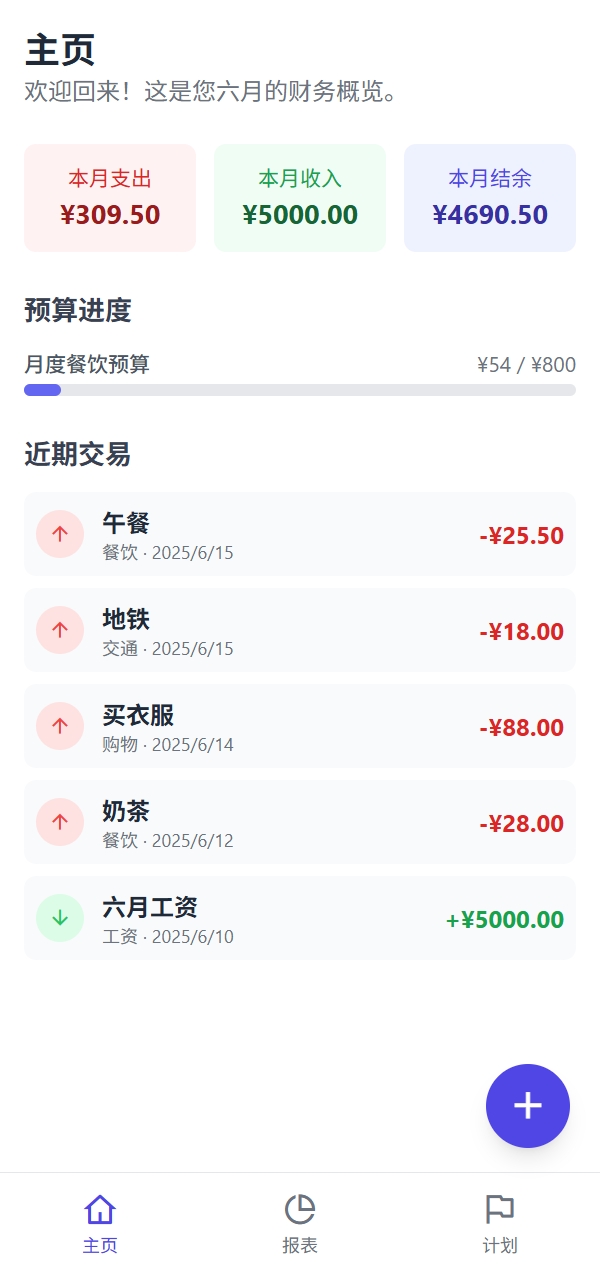 主页
欢迎回来！这是您六月的财务概览。
本月支出
¥309.50
本月收入
¥5000.00
本月结余
¥4690.50
预算进度
月度餐饮预算 ¥54 / ¥800
近期交易
午餐
餐饮 · 2025/6/15
-¥25.50
地铁
交通 · 2025/6/15
-¥18.00
买衣服
购物 · 2025/6/14
-¥88.00
奶茶
餐饮 · 2025/6/12
-¥28.00
六月工资
工资 · 2025/6/10
+¥5000.00
主页
报表
计划